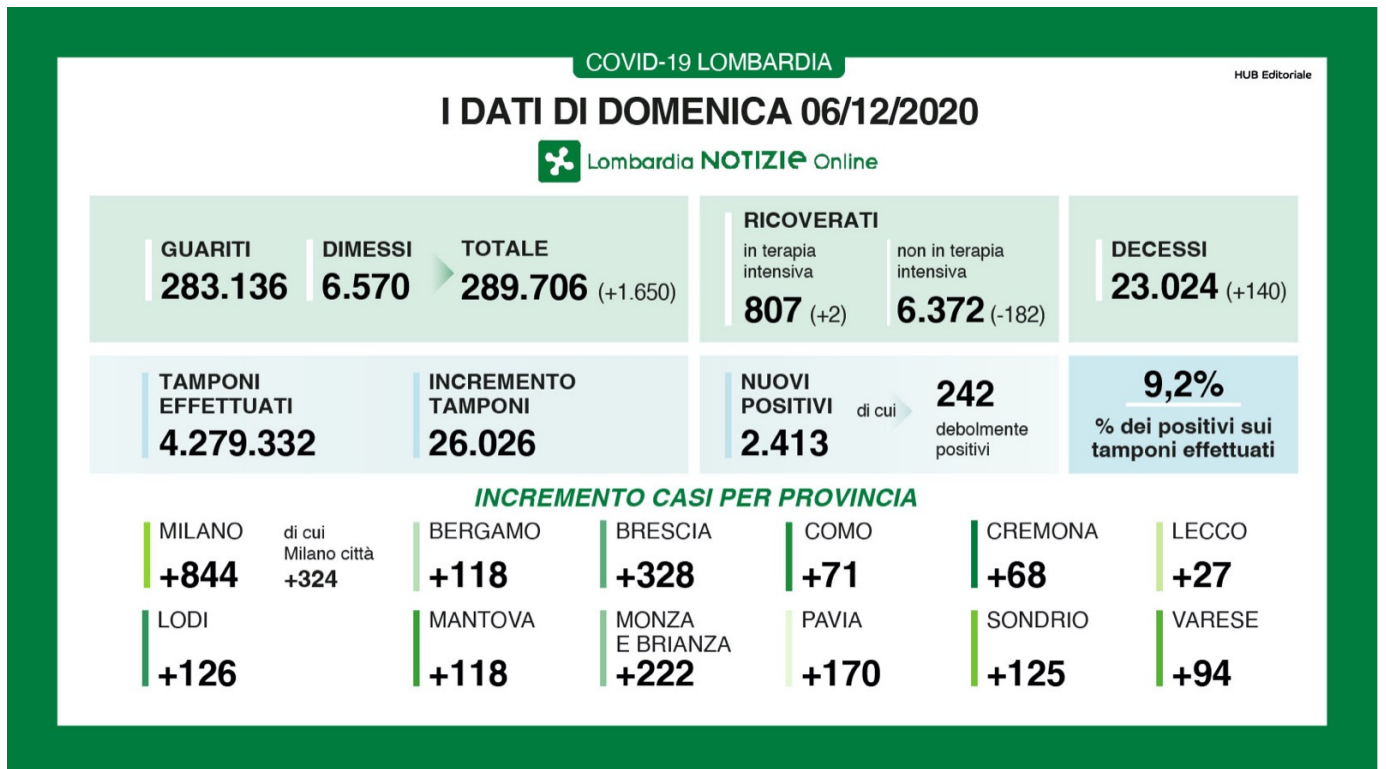 COVID-19 LOMBARDIA
HUB Editoriale
I DATI DI DOMENICA 06/12/2020
Lombardia NOTIZIE Online
GUARITI
283.136
DIMESSI
6.570
TOTALE
289.706 (+1.650)
RICOVERATI
in terapia
intensiva
807 (+2)
non in terapia
intensiva
6.372 (-182)
DECESSI
23.024 (+140)
TAMPONI
EFFETTUATI
4.279.332
INCREMENTO
TAMPONI
26.026
NUOVI
POSITIVI
2.413
di cui
242
debolmente
positivi
9,2%
% dei positivi sui
tamponi effettuati
INCREMENTO CASI PER PROVINCIA
MILANO
+844
di cui
Milano città
+324
BERGAMO
+118
BRESCIA
+328
COMO
+71
CREMONA
+68
LECCO
+27
LODI
+126
MANTOVA
+118
MONZA
E BRIANZA
+222
PAVIA
+170
SONDRIO
+125
VARESE
+94